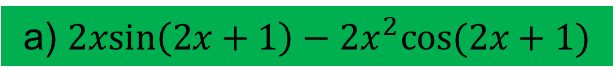 a) 2xsin(2x + 1) − 2x²cos(2x + 1)